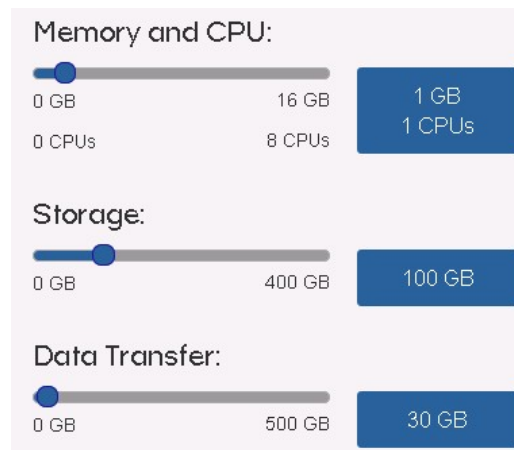 Memory and CPU:
0 GB 16 GB
0 CPUs 8 CPUs
1 GB
1 CPUs
Storage:
0 GB 400 GB
100 GB
Data Transfer:
0 GB 500 GB
30 GB